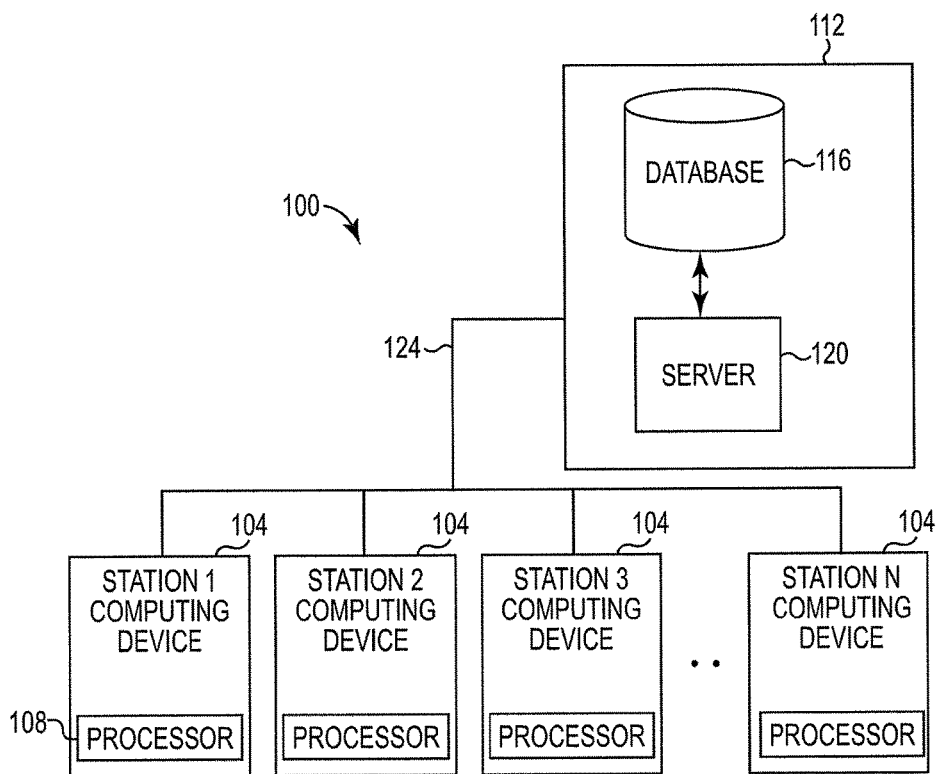 112
DATABASE
116
100
124
SERVER
120
104
104
104
104
STATION 1
COMPUTING
DEVICE
STATION 2
COMPUTING
DEVICE
STATION 3
COMPUTING
DEVICE
STATION N
COMPUTING
DEVICE
108
PROCESSOR
PROCESSOR
PROCESSOR
PROCESSOR